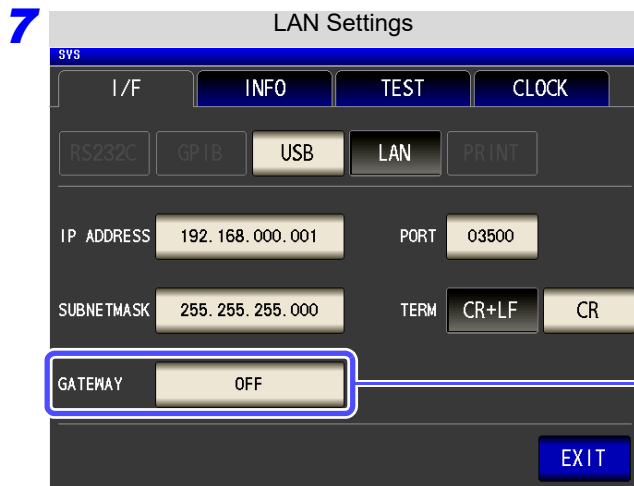 7
LAN Settings
SYS
I/F INFO TEST CLOCK
RS232C GPIB USB LAN PRINT
IP ADDRESS 192.168.000.001 PORT 03500
SUBNETMASK 255.255.255.000 TERM CR+LF CR
GATEWAY OFF
EXIT